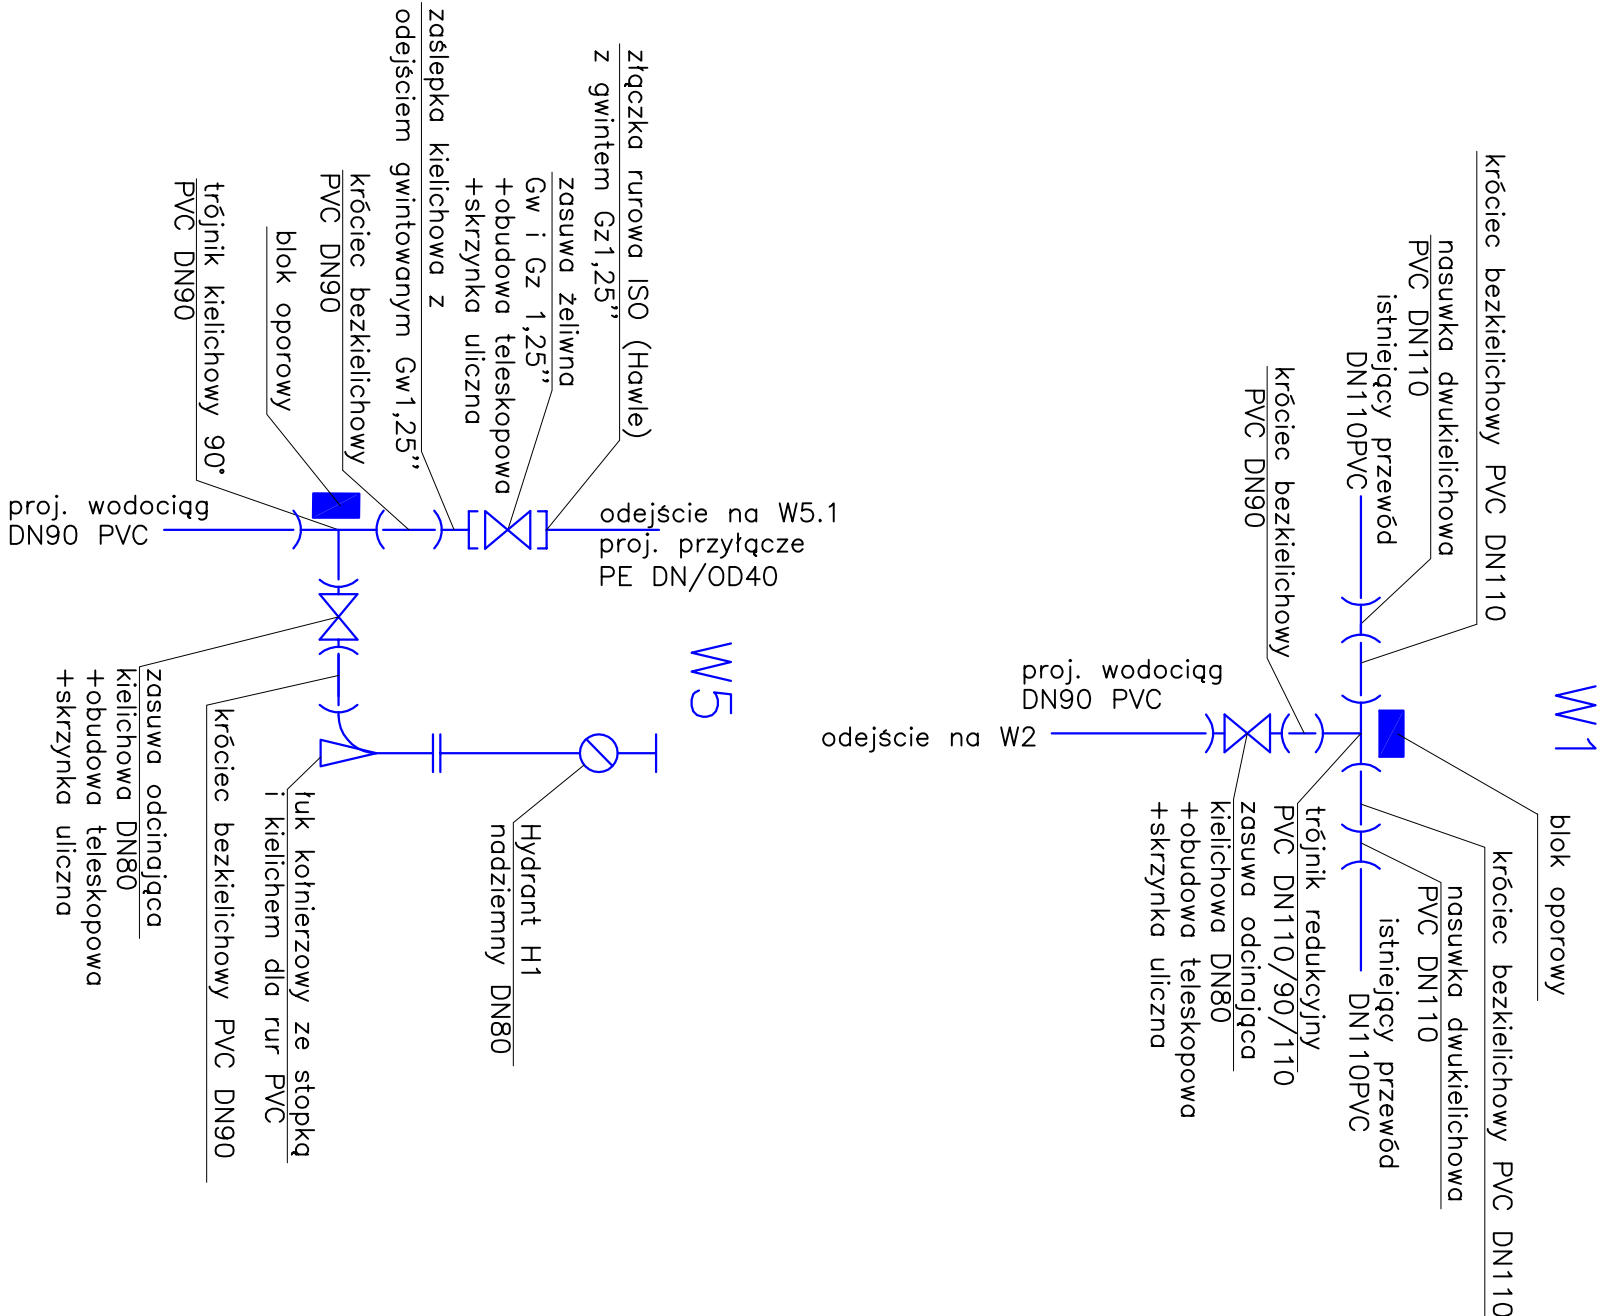 W5
złączka rurowa ISO (Hawle)
z gwintem Gz1,25”
zasuwa żeliwna
Gw i Gz 1,25”
+obudowa teleskopowa
+skrzynka uliczna
zaślepka kielichowa z
odejściem gwintowanym Gw1,25”
króciec bezkielichowy
PVC DN90
blok oporowy
trójnik kielichowy 90°
PVC DN90
proj. wodociąg
DN90 PVC
odejście na W5.1
proj. przyłącze
PE DN/OD40
Hydrant H1
nadziemny DN80
łuk kołnierzowy ze stopką
i kielichem dla rur PVC
króciec bezkielichowy PVC DN90
zasuwa odcinająca
kielichowa DN80
+obudowa teleskopowa
+skrzynka uliczna
W1
króciec bezkielichowy PVC DN110
nasuwka dwukielichowa
PVC DN110
istniejący przewód
DN110PVC
króciec bezkielichowy
PVC DN90
proj. wodociąg
DN90 PVC
odejście na W2
blok oporowy
króciec bezkielichowy PVC DN110
nasuwka dwukielichowa
PVC DN110
istniejący przewód
DN110PVC
trójnik redukcyjny
PVC DN110/90/110
zasuwa odcinająca
kielichowa DN80
+obudowa teleskopowa
+skrzynka uliczna